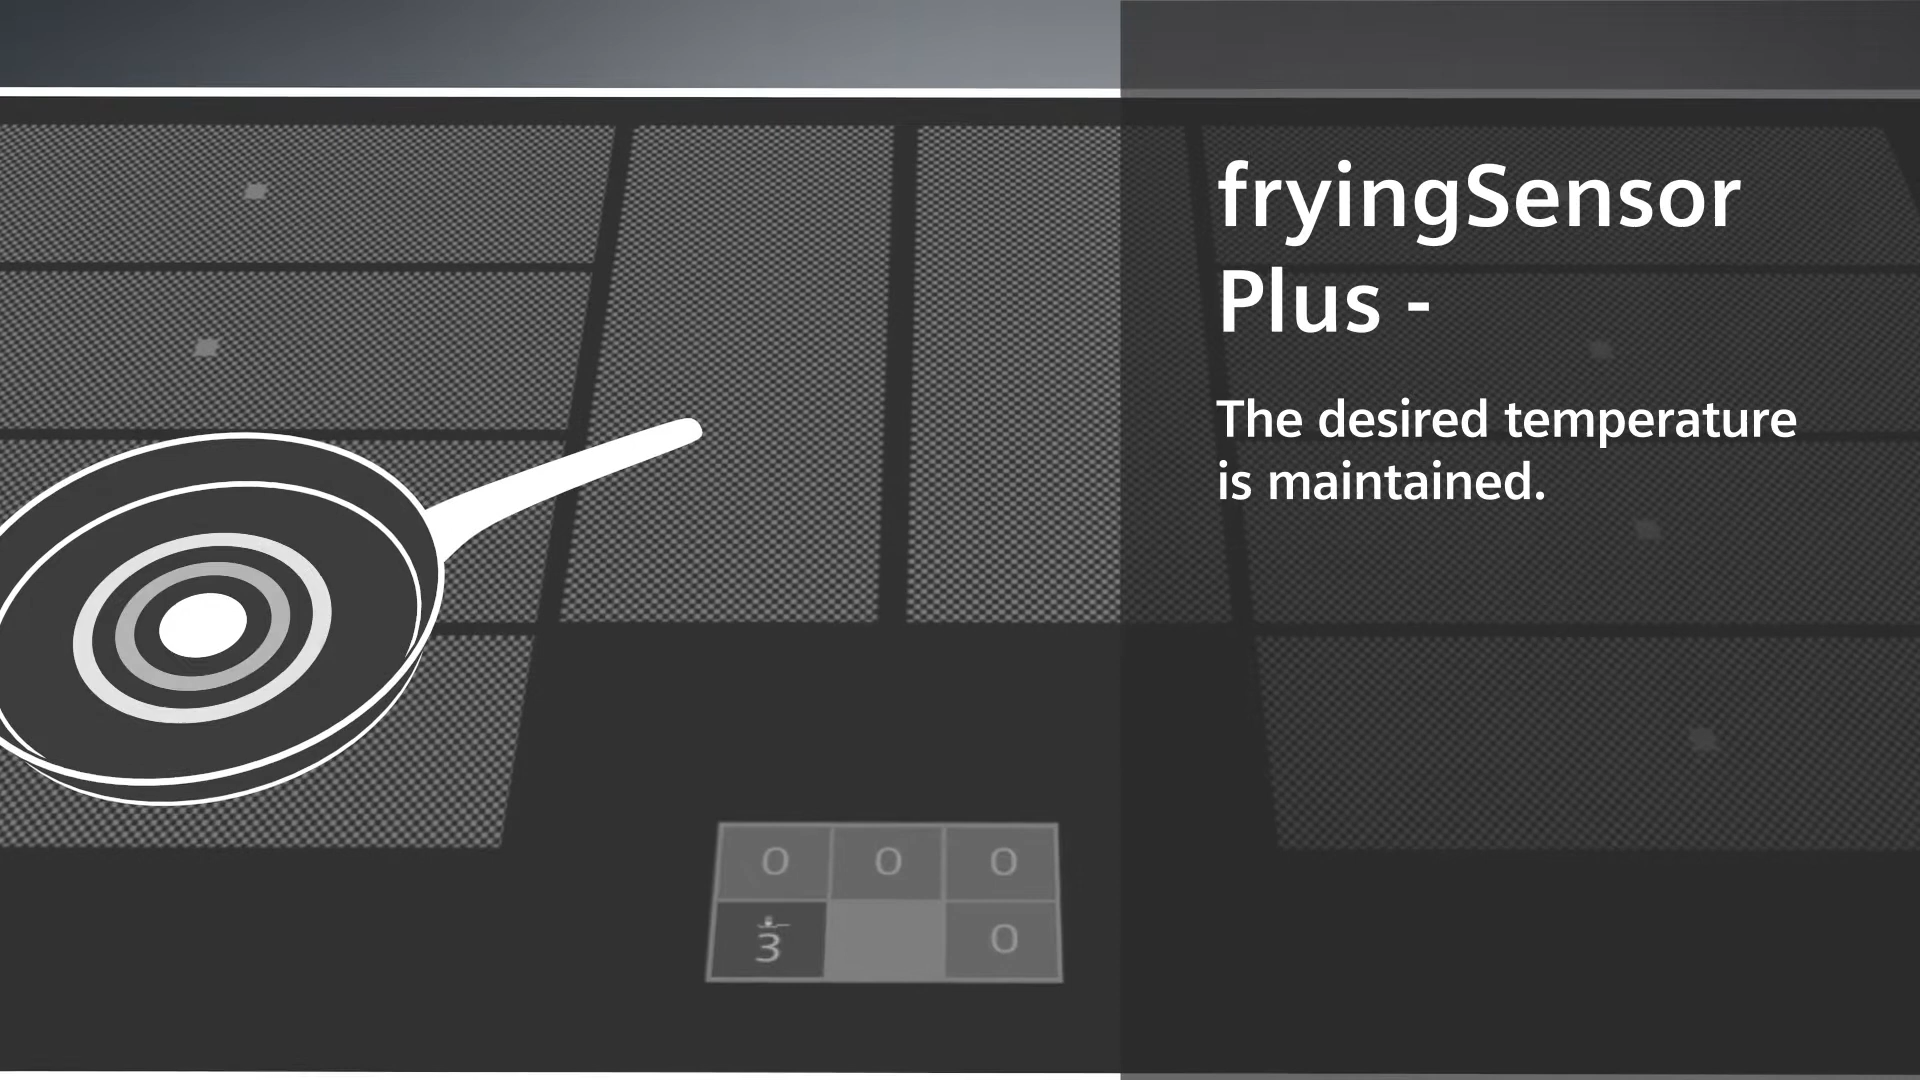 fryingSensor
Plus -
The desired temperature
is maintained.
0 0 0
3 0